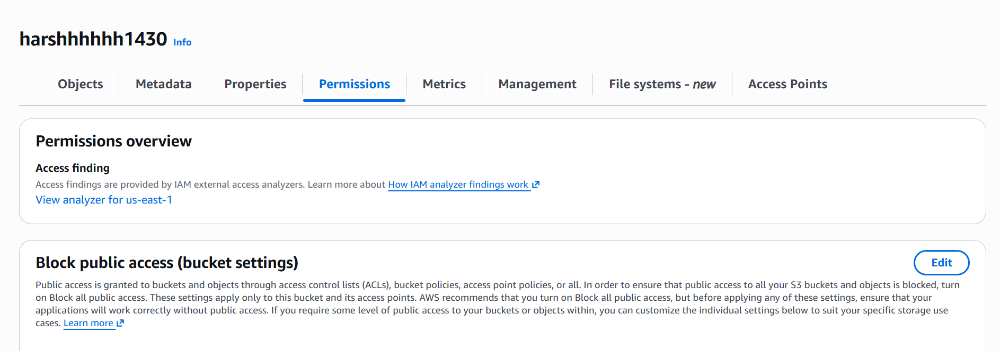 harshhhhhh1430 Info
Objects Metadata Properties Permissions Metrics Management File systems - new Access Points
Permissions overview
Access finding
Access findings are provided by IAM external access analyzers. Learn more about How IAM analyzer findings work
View analyzer for us-east-1
Block public access (bucket settings) Edit
Public access is granted to buckets and objects through access control lists (ACLs), bucket policies, access point policies, or all. In order to ensure that public access to all your S3 buckets and objects is blocked, turn
on Block all public access. These settings apply only to this bucket and its access points. AWS recommends that you turn on Block all public access, but before applying any of these settings, ensure that your
applications will work correctly without public access. If you require some level of public access to your buckets or objects within, you can customize the individual settings below to suit your specific storage use
cases. Learn more